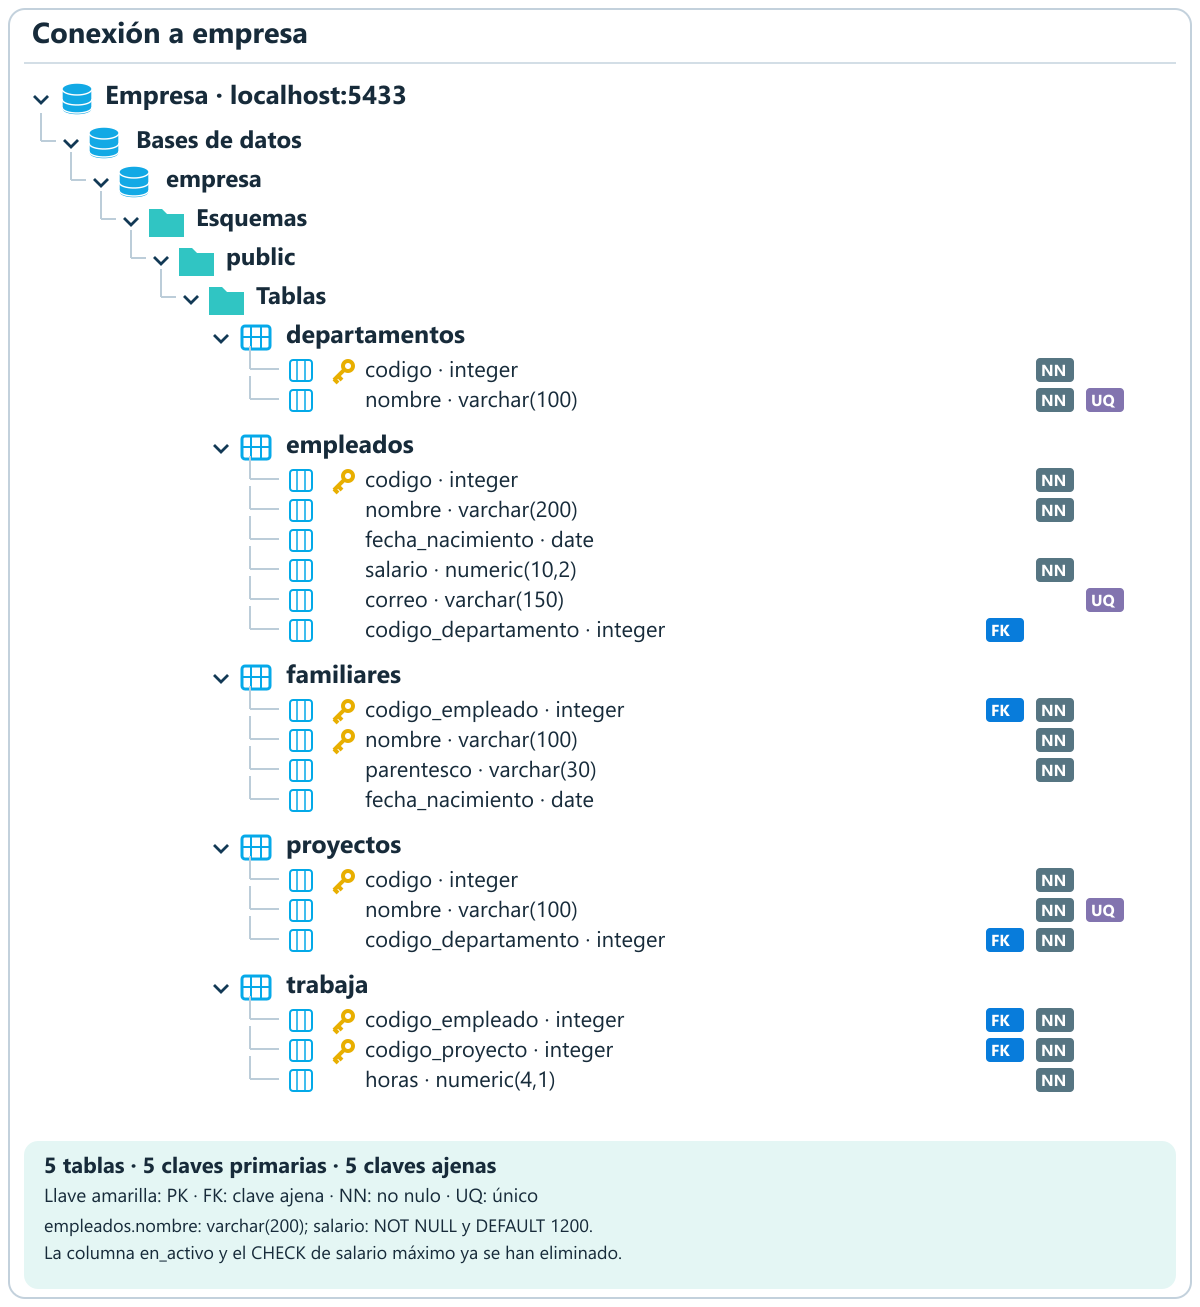 Conexión a empresa
Empresa · localhost:5433
Bases de datos
empresa
Esquemas
public
Tablas
departamentos
codigo · integer NN
nombre · varchar(100) NN UQ
empleados
codigo · integer NN
nombre · varchar(200) NN
fecha_nacimiento · date
salario · numeric(10,2) NN
correo · varchar(150) UQ
codigo_departamento · integer FK
familiares
codigo_empleado · integer FK NN
nombre · varchar(100) NN
parentesco · varchar(30) NN
fecha_nacimiento · date
proyectos
codigo · integer NN
nombre · varchar(100) NN UQ
codigo_departamento · integer FK NN
trabaja
codigo_empleado · integer FK NN
codigo_proyecto · integer FK NN
horas · numeric(4,1) NN
5 tablas · 5 claves primarias · 5 claves ajenas
Llave amarilla: PK · FK: clave ajena · NN: no nulo · UQ: único
empleados.nombre: varchar(200); salario: NOT NULL y DEFAULT 1200.
La columna en_activo y el CHECK de salario máximo ya se han eliminado.